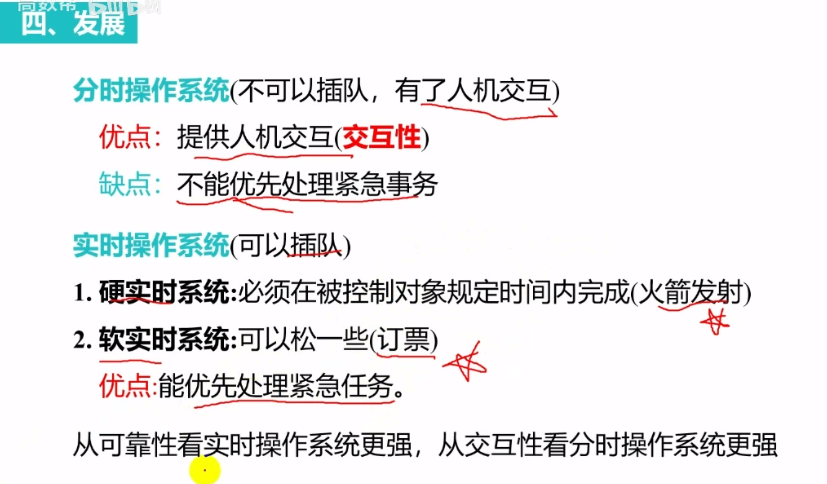 高数帮
四、发展
分时操作系统(不可以插队，有了人机交互)
优点：提供人机交互(交互性)
缺点：不能优先处理紧急事务
实时操作系统(可以插队)
1. 硬实时系统:必须在被控制对象规定时间内完成(火箭发射)
2. 软实时系统:可以松一些(订票)
优点:能优先处理紧急任务。
从可靠性看实时操作系统更强，从交互性看分时操作系统更强